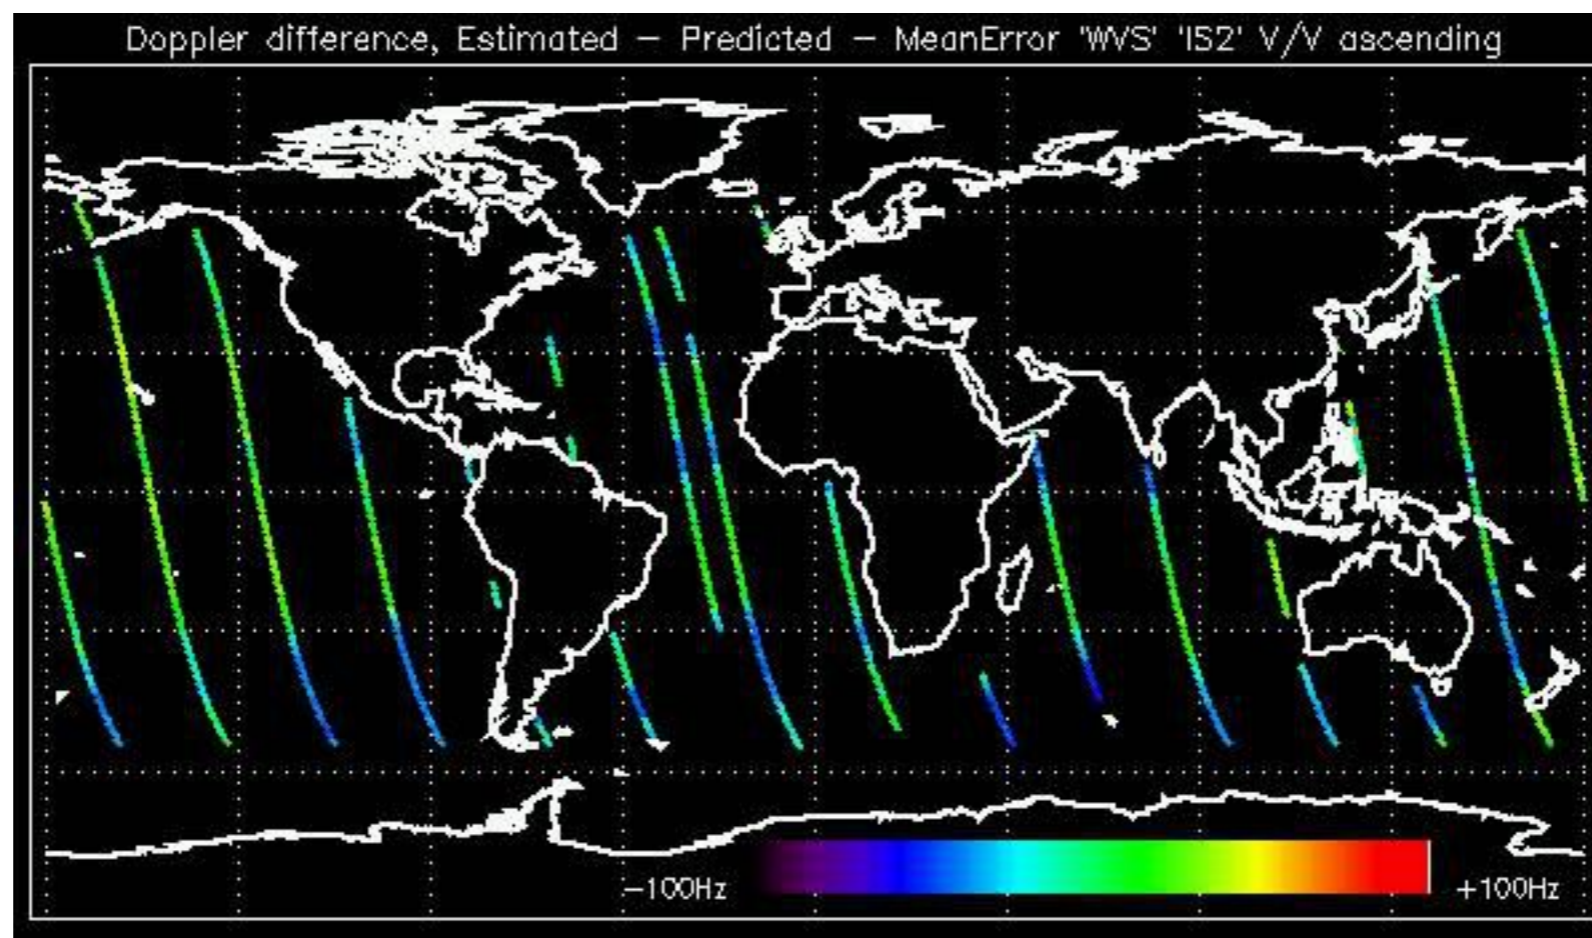 Doppler difference, Estimated – Predicted – MeanError 'WVS' 'IS2' V/V ascending
–100Hz
+100Hz